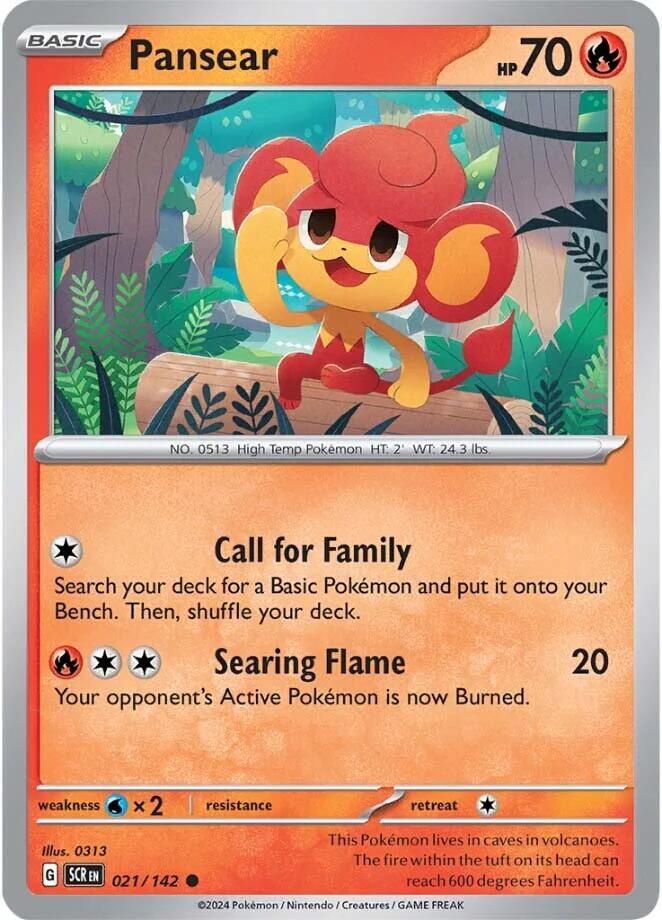 BASIC Pansear HP 70
NO. 0513 High Temp Pokémon HT: 2' WT: 24.3 lbs.
Call for Family
Search your deck for a Basic Pokémon and put it onto your
Bench. Then, shuffle your deck.
Searing Flame 20
Your opponent's Active Pokémon is now Burned.
weakness ×2 resistance retreat
Illus. 0313
This Pokémon lives in caves in volcanoes.
The fire within the tuft on its head can
reach 600 degrees Fahrenheit.
G SCR EN 021/142
©2024 Pokémon / Nintendo / Creatures / GAME FREAK